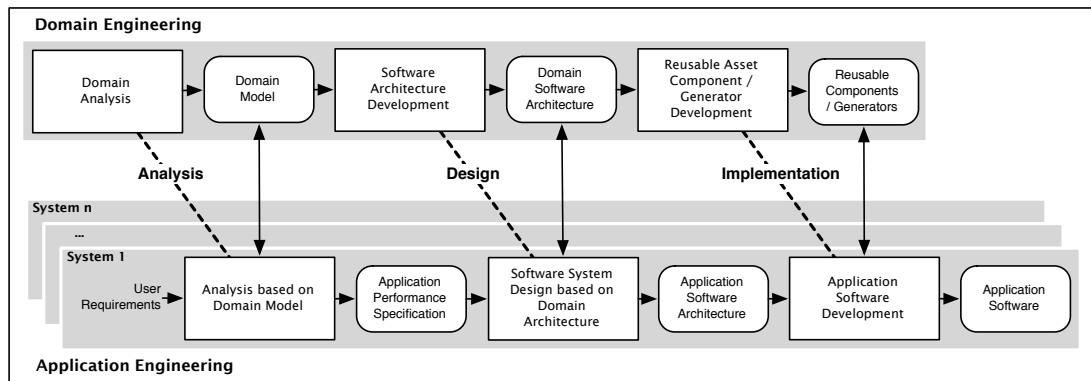 Domain Engineering
Domain
Analysis
Domain
Model
Software
Architecture
Development
Domain
Software
Architecture
Reusable Asset
Component /
Generator
Development
Reusable
Components
/ Generators
Analysis
Design
Implementation
System n
...
System 1
User
Requirements
Analysis based on
Domain Model
Application
Performance
Specification
Software System
Design based on
Domain
Architecture
Application
Software
Architecture
Application
Software
Development
Application
Software
Application Engineering